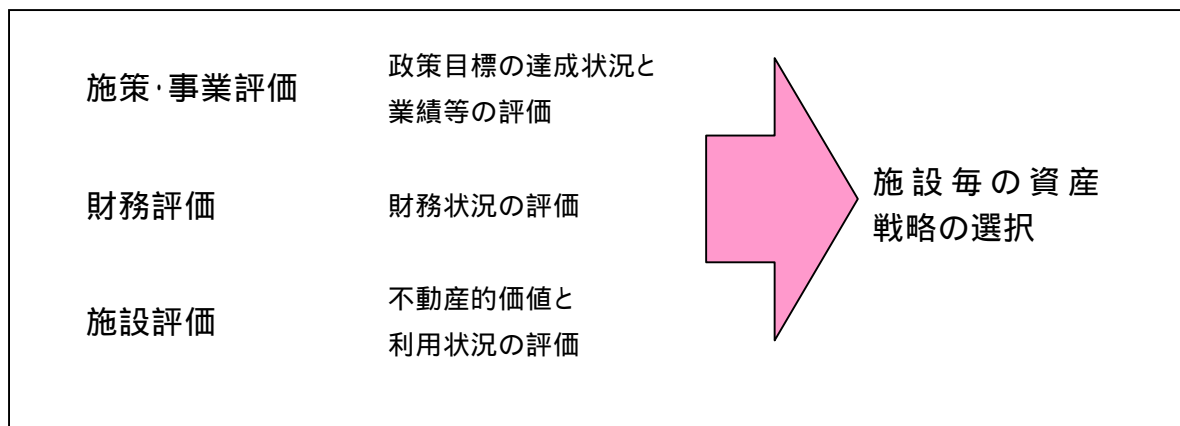 施策・事業評価
政策目標の達成状況と
業績等の評価
財務評価
財務状況の評価
施設評価
不動産的価値と
利用状況の評価
施設毎の資産
戦略の選択